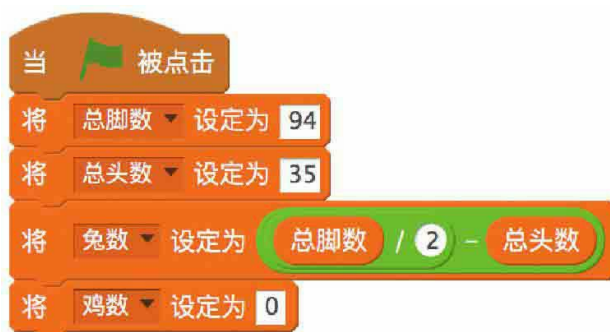 当 被点击
将 总脚数 设定为 94
将 总头数 设定为 35
将 兔数 设定为 总脚数 / 2 - 总头数
将 鸡数 设定为 0